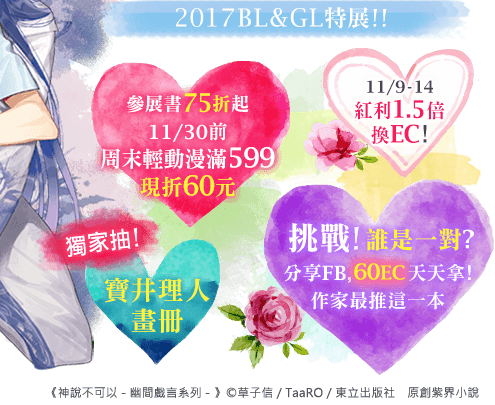 2017BL&GL特展!!
參展書75折起
11/30前
周末輕動漫滿599
現折60元
11/9-14
紅利1.5倍
換EC!
獨家抽!
寶井理人
畫冊
挑戰!誰是一對?
分享FB,60EC天天拿!
作家最推這一本
《神說不可以-幽間戲言系列-》©草子信/TaaRO/東立出版社 原創紫界小說